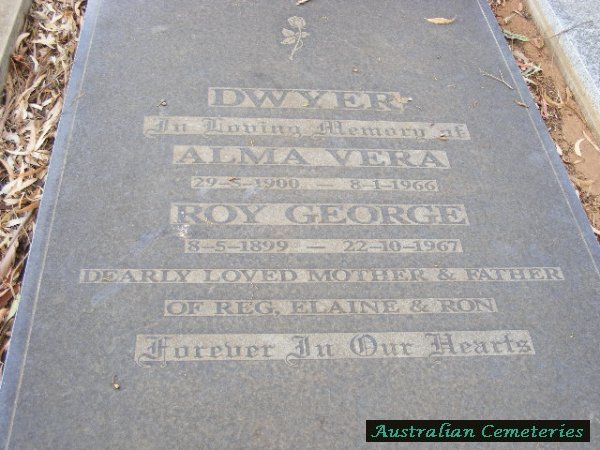 DWYER
In Loving Memory of
ALMA VERA
29-5-1900 — 8-1-1966
ROY GEORGE
8-5-1899 — 22-10-1967
DEARLY LOVED MOTHER & FATHER
OF REG, ELAINE & RON
Forever In Our Hearts
Australian Cemeteries